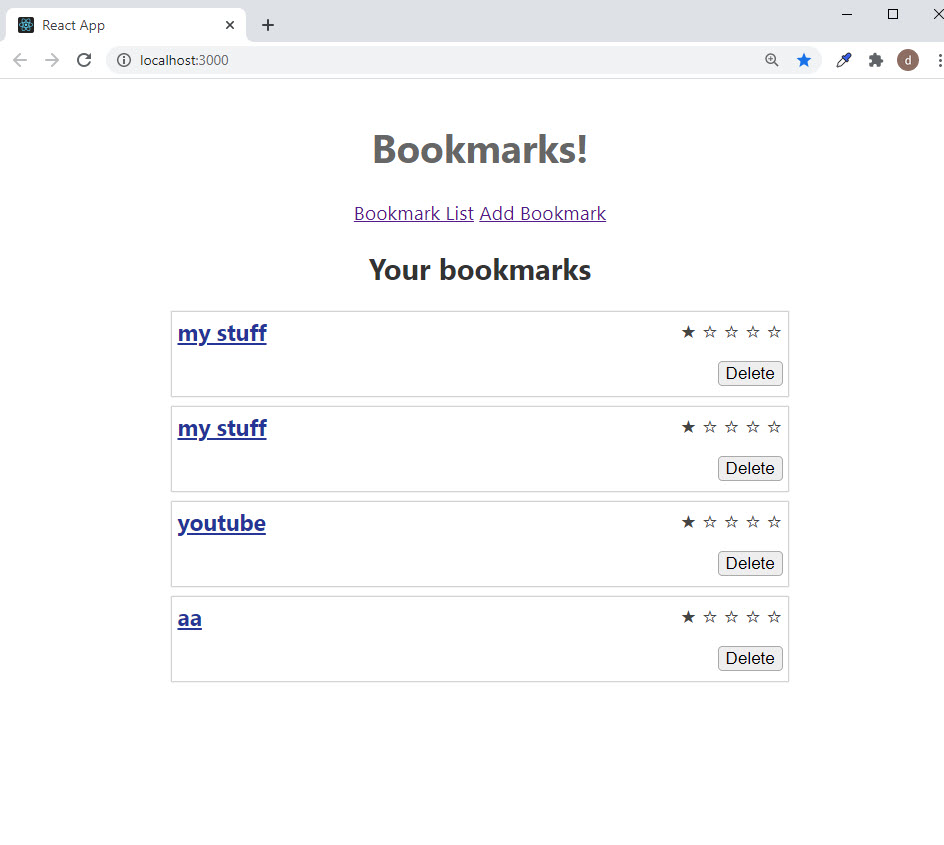 React App
localhost:3000
d
Bookmarks!
Bookmark List Add Bookmark
Your bookmarks
my stuff ★ ☆ ☆ ☆ ☆
Delete
my stuff ★ ☆ ☆ ☆ ☆
Delete
youtube ★ ☆ ☆ ☆ ☆
Delete
aa ★ ☆ ☆ ☆ ☆
Delete